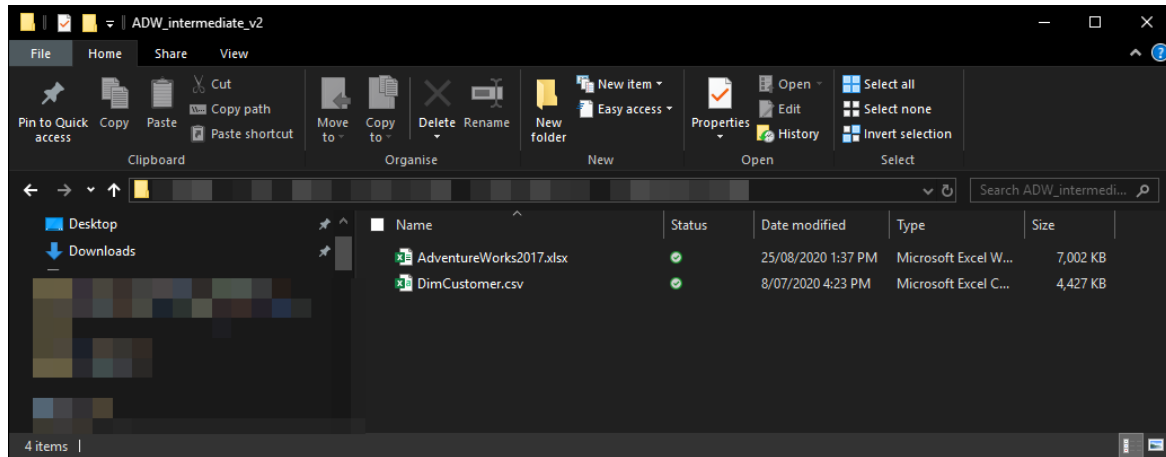 ADW_intermediate_v2
File Home Share View
Pin to Quick access
Copy
Paste
Cut
Copy path
Paste shortcut
Clipboard
Move to
Copy to
Delete
Rename
Organise
New folder
New item
Easy access
New
Properties
Open
Edit
History
Open
Select all
Select none
Invert selection
Select
Search ADW_intermedi...
Desktop
Downloads
Name Status Date modified Type Size
AdventureWorks2017.xlsx 25/08/2020 1:37 PM Microsoft Excel W... 7,002 KB
DimCustomer.csv 8/07/2020 4:23 PM Microsoft Excel C... 4,427 KB
4 items